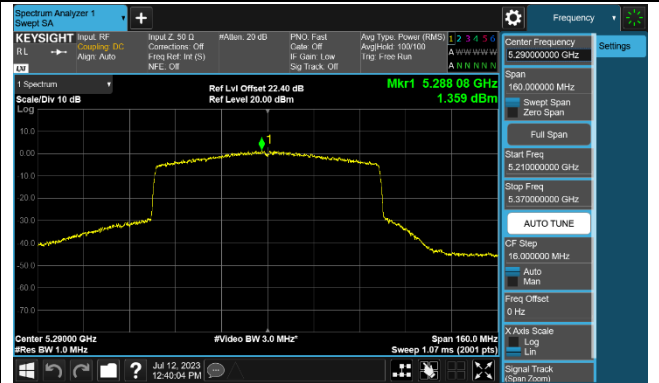 Spectrum Analyzer 1
Swept SA
Frequency
KEYSIGHT
RL
LXI
Input: RF
Coupling: DC
Align: Auto
Input Z: 50 Ω
Corrections: Off
Freq Ref: Int (S)
NFE: Off
#Atten: 20 dB
PNO: Fast
Gate: Off
IF Gain: Low
Sig Track: Off
Avg Type: Power (RMS)
Avg|Hold: 100/100
Trig: Free Run
1 2 3 4 5 6
A W W W W W
A N N N N N
1 Spectrum
Scale/Div 10 dB
Log
Ref Lvl Offset 22.40 dB
Ref Level 20.00 dBm
Mkr1 5.288 08 GHz
1.359 dBm
1
10.0
0.00
-10.0
-20.0
-30.0
-40.0
-50.0
-60.0
-70.0
Center 5.29000 GHz
#Res BW 1.0 MHz
#Video BW 3.0 MHz*
Span 160.0 MHz
Sweep 1.07 ms (2001 pts)
Jul 12, 2023
12:40:04 PM
Center Frequency
5.290000000 GHz
Settings
Span
160.000000 MHz
Swept Span
Zero Span
Full Span
Start Freq
5.210000000 GHz
Stop Freq
5.370000000 GHz
AUTO TUNE
CF Step
16.000000 MHz
Auto
Man
Freq Offset
0 Hz
X Axis Scale
Log
Lin
Signal Track
(Span Zoom)